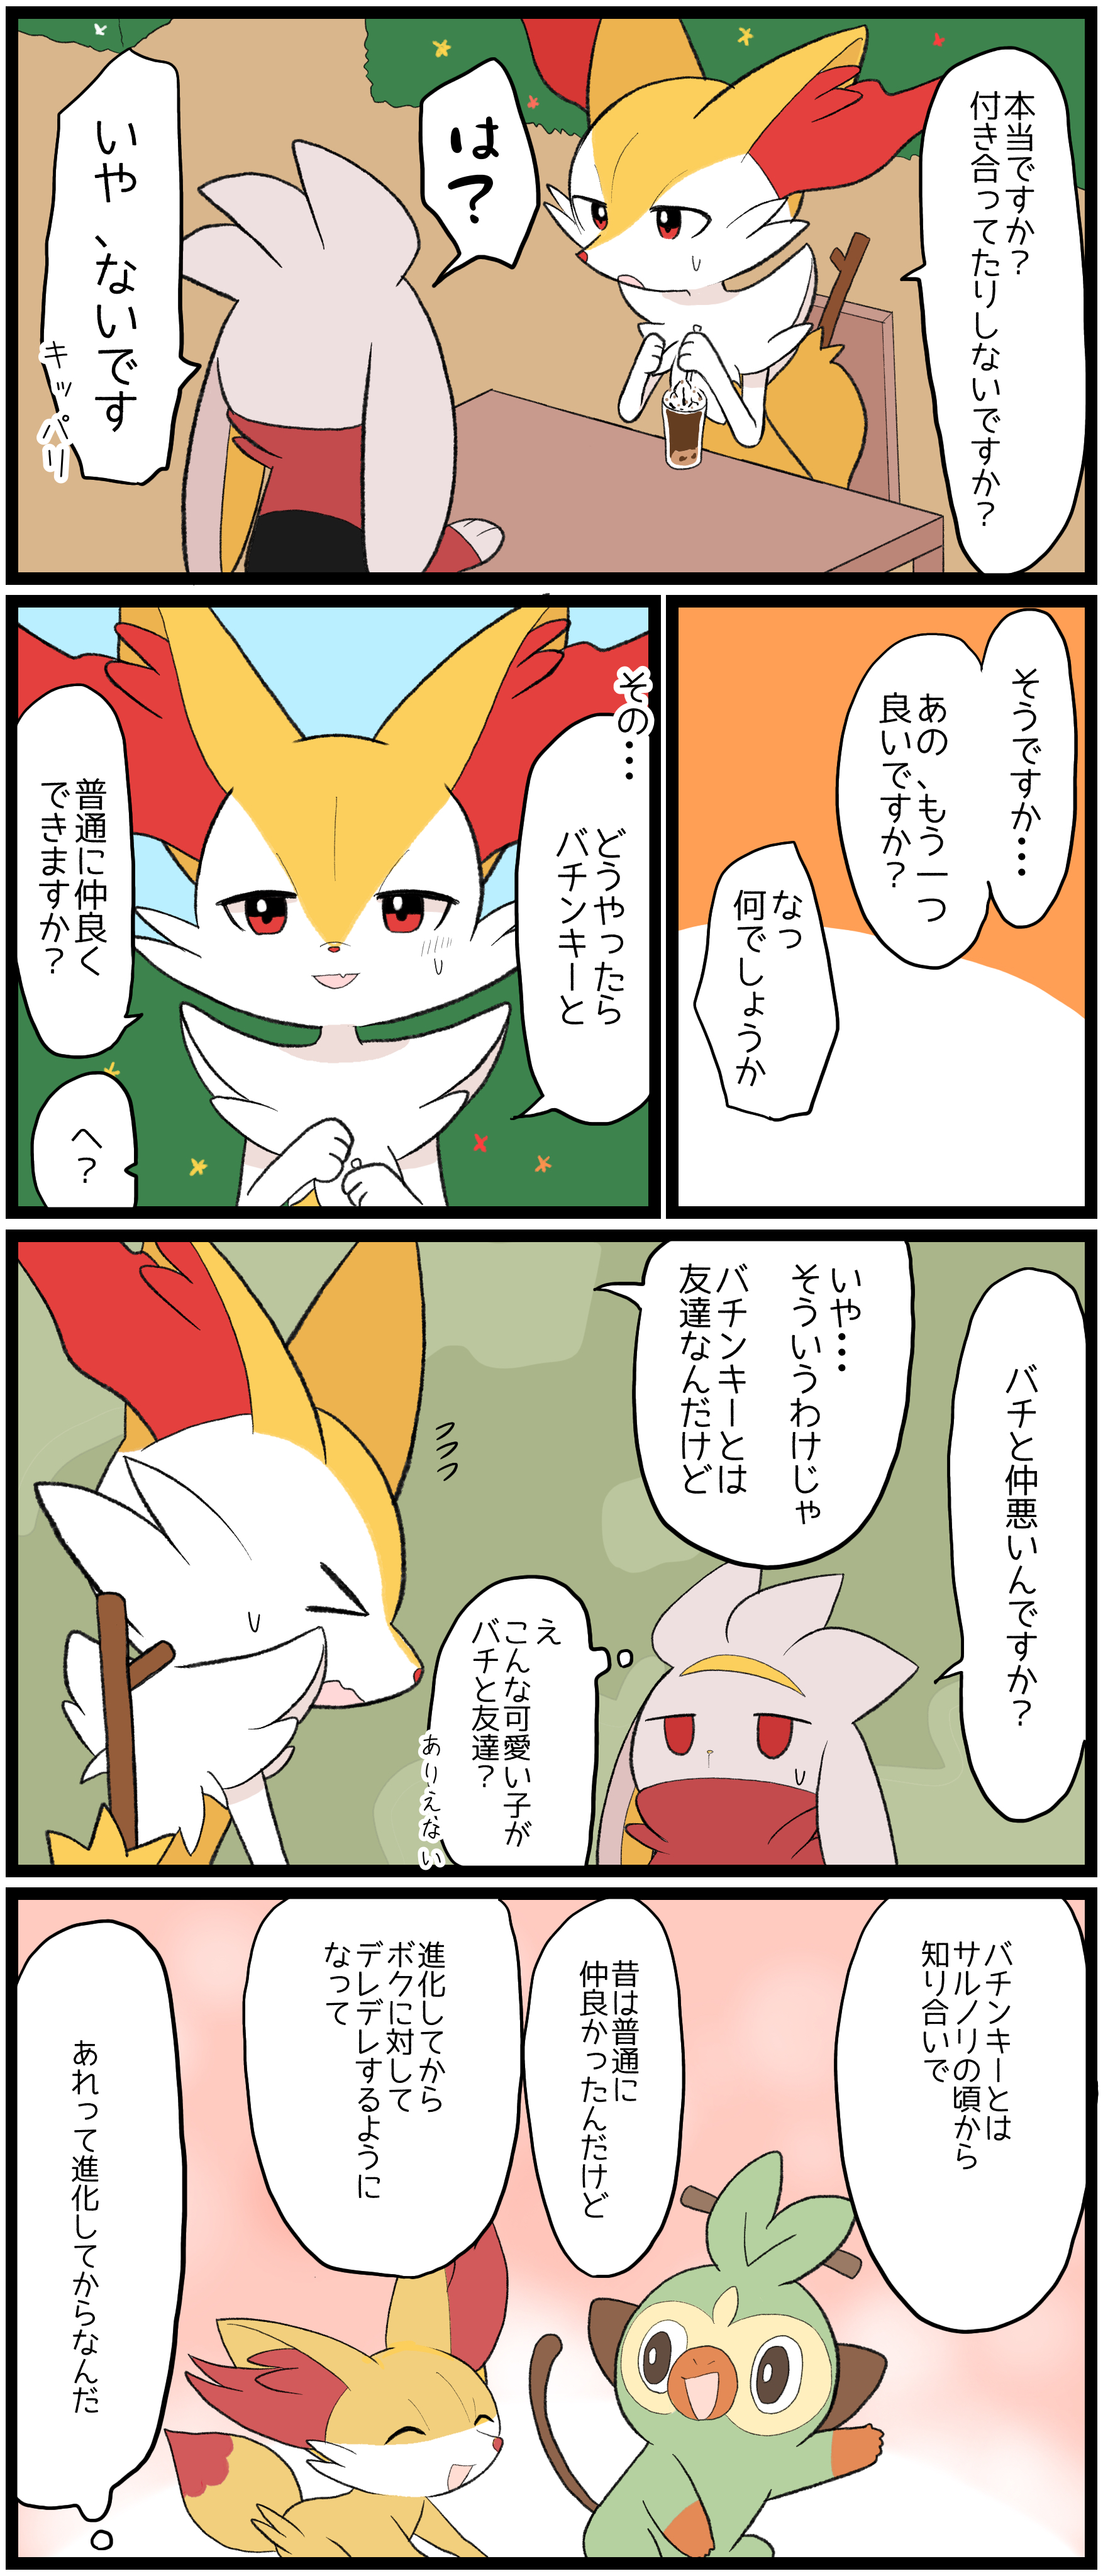 本当ですか？
付き合ってたりしないですか？
は？
いや、ないです
キッパリ
そうですか…
あの、もう一つ
良いですか？
なっ
何でしょうか
その…
どうやったら
バチンキーと
普通に仲良く
できますか？
へ？
バチと仲悪いんですか？
いや…
そういうわけじゃ
バチンキーとは
友達なんだけど
え
こんな可愛い子が
バチと友達？
ありえない
バチンキーとは
サルノリの頃から
知り合いで
昔は普通に
仲良かったんだけど
進化してから
ボクに対して
デレデレするように
なって
あれって進化してからなんだ